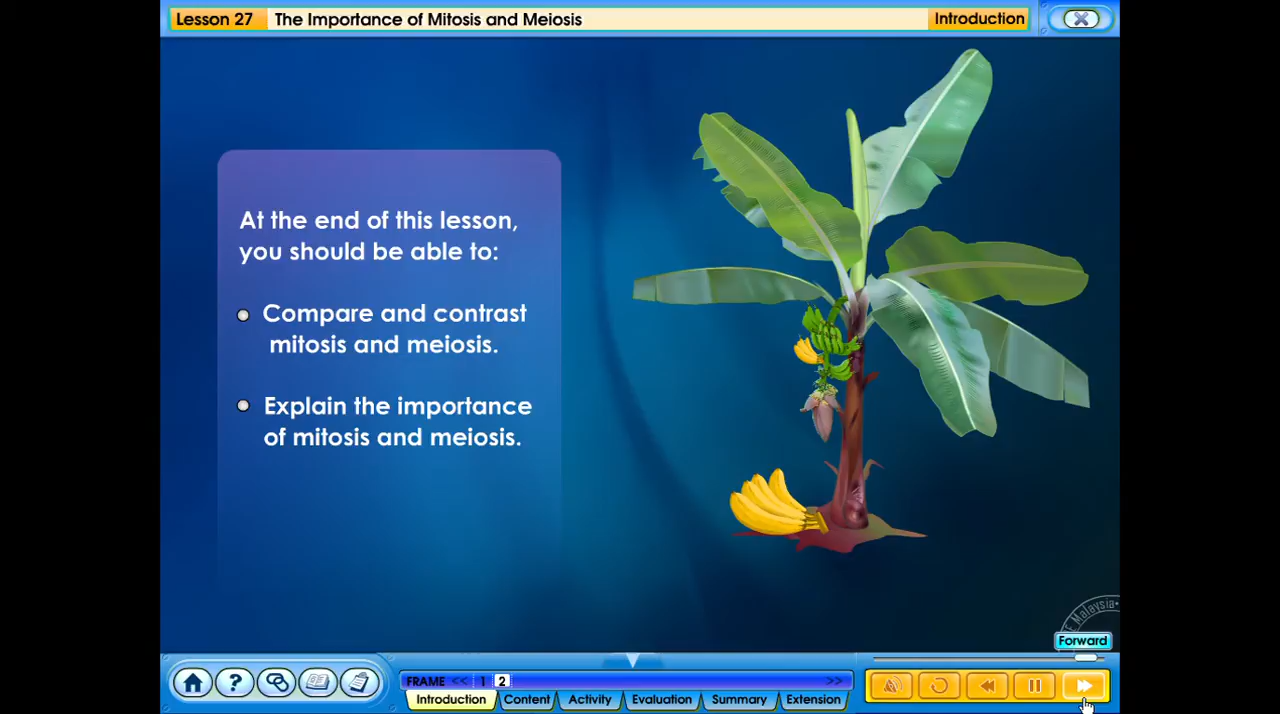 Lesson 27
The Importance of Mitosis and Meiosis
Introduction
At the end of this lesson,
you should be able to:
Compare and contrast
mitosis and meiosis.
Explain the importance
of mitosis and meiosis.
Malaysia
Forward
FRAME << 1 2 >>
Introduction Content Activity Evaluation Summary Extension